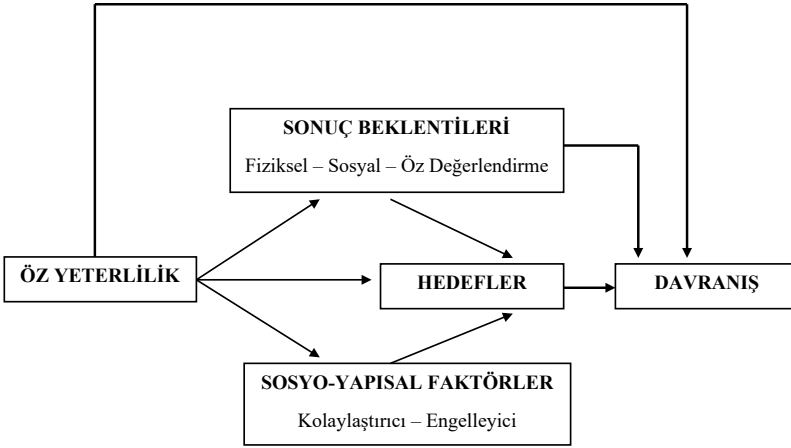 SONUÇ BEKLENTİLERİ
Fiziksel – Sosyal – Öz Değerlendirme
ÖZ YETERLİLİK
HEDEFLER
DAVRANIŞ
SOSYO-YAPISAL FAKTÖRLER
Kolaylaştırıcı – Engelleyici